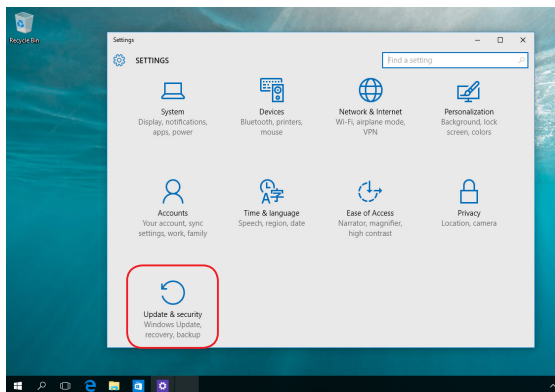 Recycle Bin
Settings
SETTINGS
Find a setting
System
Display, notifications,
apps, power
Devices
Bluetooth, printers,
mouse
Network & Internet
Wi-Fi, airplane mode,
VPN
Personalization
Background, lock
screen, colors
Accounts
Your account, sync
settings, work, family
Time & language
Speech, region, date
Ease of Access
Narrator, magnifier,
high contrast
Privacy
Location, camera
Update & security
Windows Update,
recovery, backup